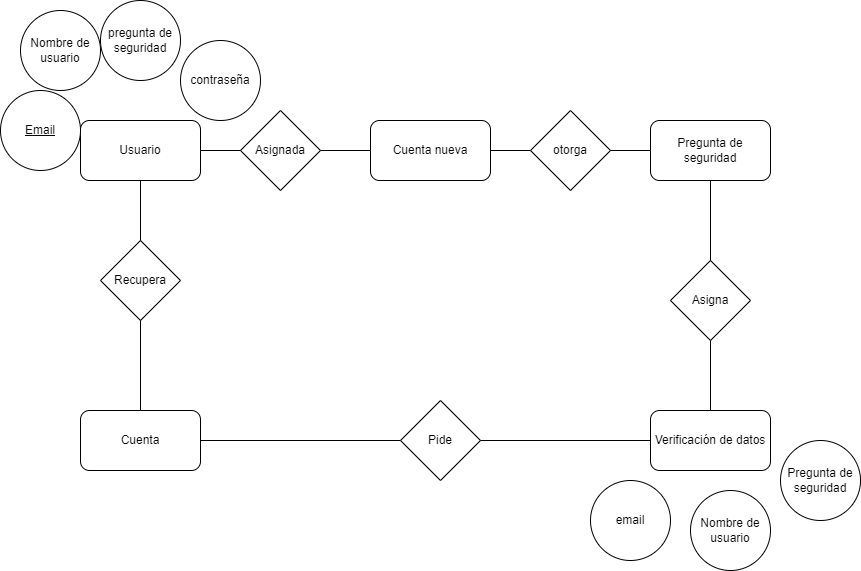 Nombre de
usuario
pregunta de
seguridad
contraseña
Email
Usuario
Asignada
Cuenta nueva
otorga
Pregunta de
seguridad
Recupera
Asigna
Cuenta
Pide
Verificación de datos
Pregunta de
seguridad
email
Nombre de
usuario